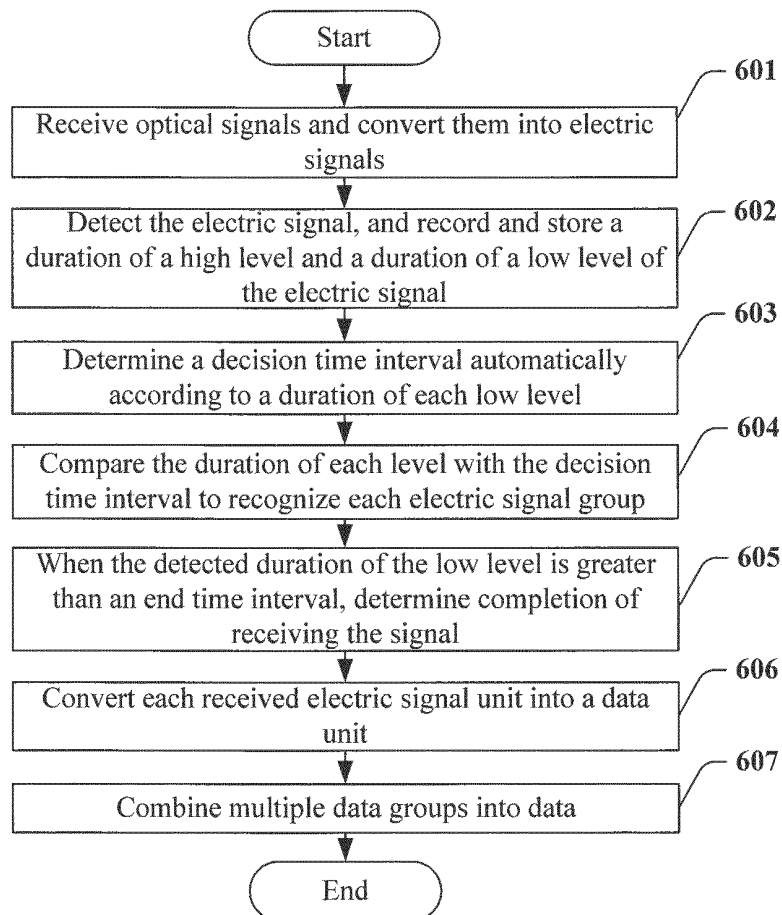 Start
601
Receive optical signals and convert them into electric
signals
602
Detect the electric signal, and record and store a
duration of a high level and a duration of a low level of
the electric signal
603
Determine a decision time interval automatically
according to a duration of each low level
604
Compare the duration of each level with the decision
time interval to recognize each electric signal group
605
When the detected duration of the low level is greater
than an end time interval, determine completion of
receiving the signal
606
Convert each received electric signal unit into a data
unit
607
Combine multiple data groups into data
End